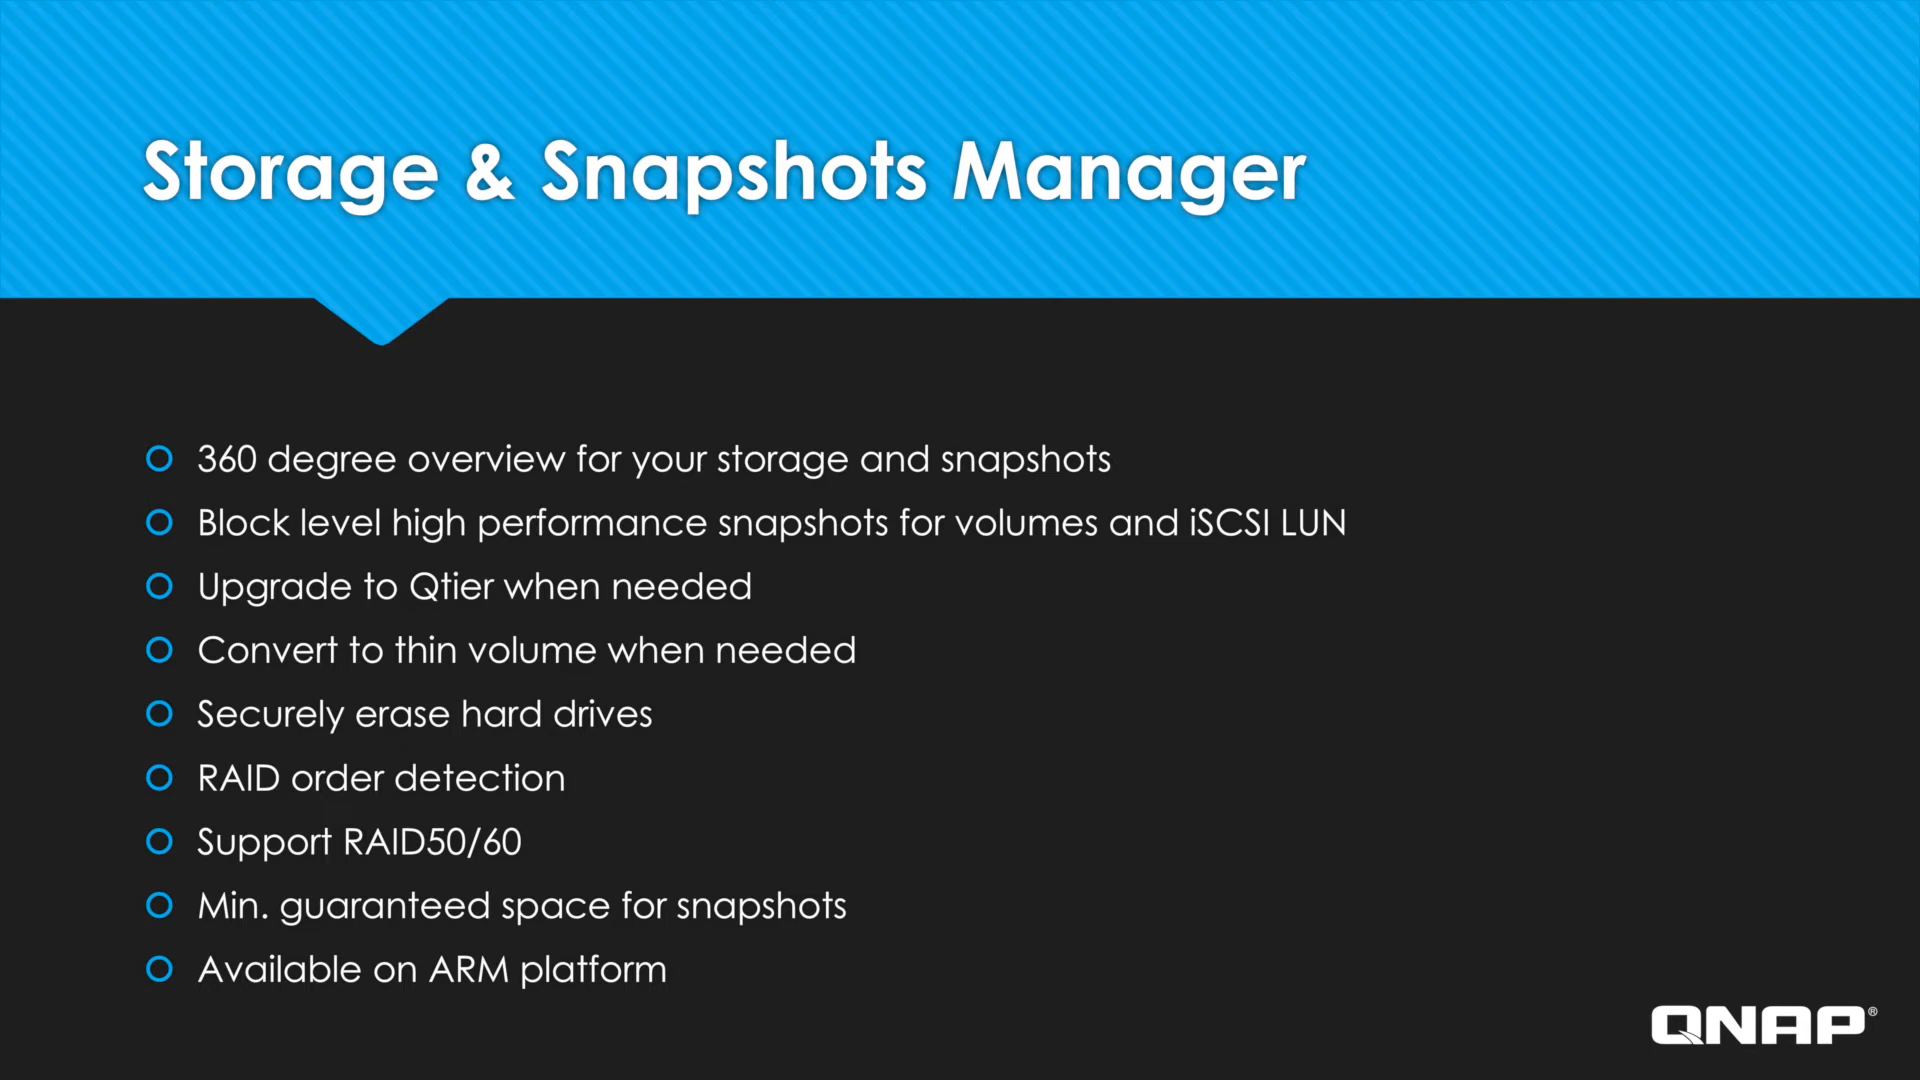 Storage & Snapshots Manager
360 degree overview for your storage and snapshots
Block level high performance snapshots for volumes and iSCSI LUN
Upgrade to Qtier when needed
Convert to thin volume when needed
Securely erase hard drives
RAID order detection
Support RAID50/60
Min. guaranteed space for snapshots
Available on ARM platform
QNAP®